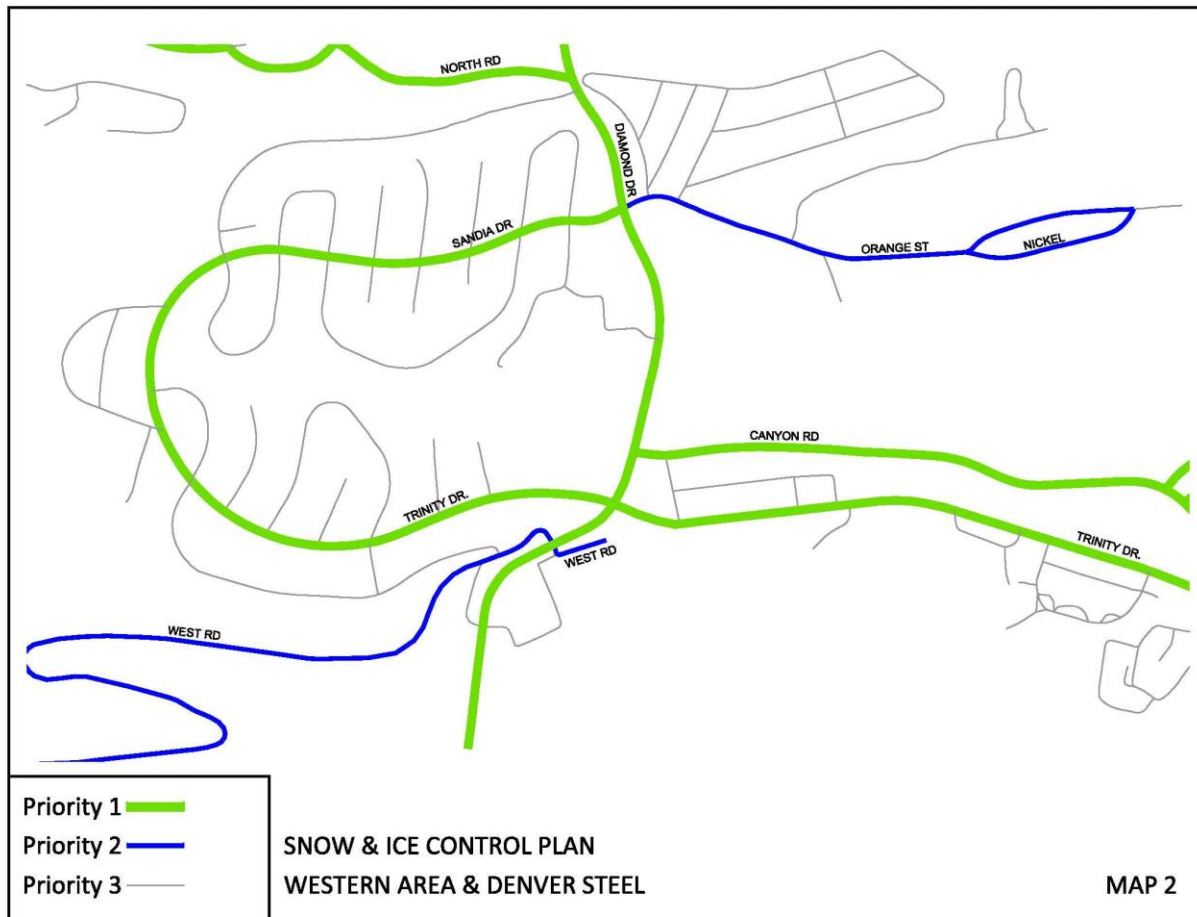 NORTH RD
DIAMOND DR
SANDIA DR
ORANGE ST
NICKEL
CANYON RD
TRINITY DR.
WEST RD
TRINITY DR.
WEST RD
Priority 1
Priority 2
Priority 3
SNOW & ICE CONTROL PLAN
WESTERN AREA & DENVER STEEL
MAP 2